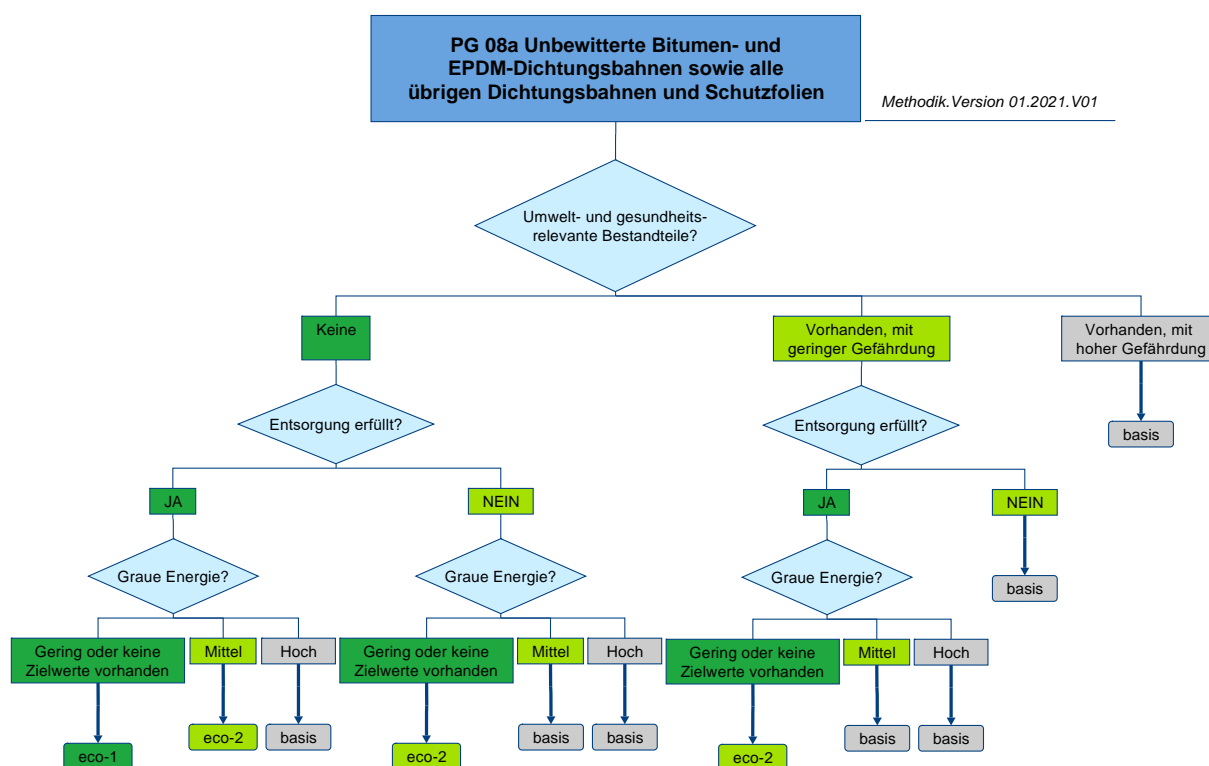 PG 08a Unbewitterte Bitumen- und
EPDM-Dichtungsbahnen sowie alle
übrigen Dichtungsbahnen und Schutzfolien
Methodik.Version 01.2021.V01
Umwelt- und gesundheits-
relevante Bestandteile?
Keine
Vorhanden, mit
geringer Gefährdung
Vorhanden, mit
hoher Gefährdung
Entsorgung erfüllt?
Entsorgung erfüllt?
basis
JA
NEIN
JA
NEIN
Graue Energie?
Graue Energie?
Graue Energie?
basis
Gering oder keine
Zielwerte vorhanden
Mittel
Hoch
Gering oder keine
Zielwerte vorhanden
Mittel
Hoch
Gering oder keine
Zielwerte vorhanden
Mittel
Hoch
eco-1
eco-2
basis
eco-2
basis
basis
eco-2
basis
basis